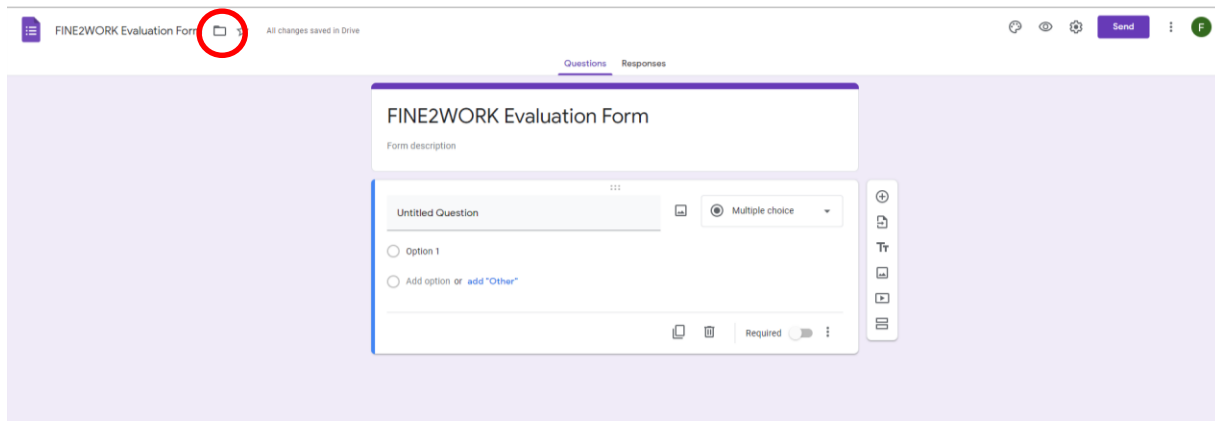 FINE2WORK Evaluation Form
All changes saved in Drive
Send
F
Questions
Responses
FINE2WORK Evaluation Form
Form description
Untitled Question
Multiple choice
Option 1
Add option or add "Other"
Required
Tт